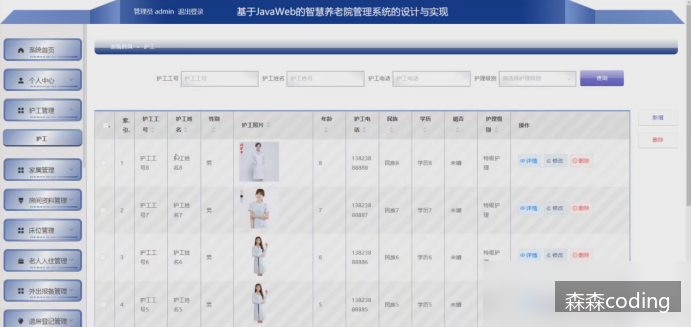 管理员 admin 退出登录
基于JavaWeb的智慧养老院管理系统的设计与实现
系统首页
个人中心
护工管理
护工
家属管理
房间资料管理
床位管理
老人入住管理
外出报备管理
退房登记管理
护工
护工工号 护工工号 护工姓名 护工姓名 护工电话 护工电话 护理级别 查询
新增
删除
索引 护工工号 护工姓名 性别 护工照片 年龄 护工电话 民族 学历 婚否 护理级别 操作
1 护工工号8 护工姓名8 男 8 13823888888 民族8 学历8 未婚 特级护理 详情 修改 删除
2 护工工号7 护工姓名7 男 7 13823888887 民族7 学历7 未婚 特级护理 详情 修改 删除
3 护工工号6 护工姓名6 男 6 13823888886 民族6 学历6 未婚 特级护理 详情 修改 删除
4 护工工号5 护工姓名5 男 5 13823888885 民族5 学历5 未婚 特级护理
森森coding